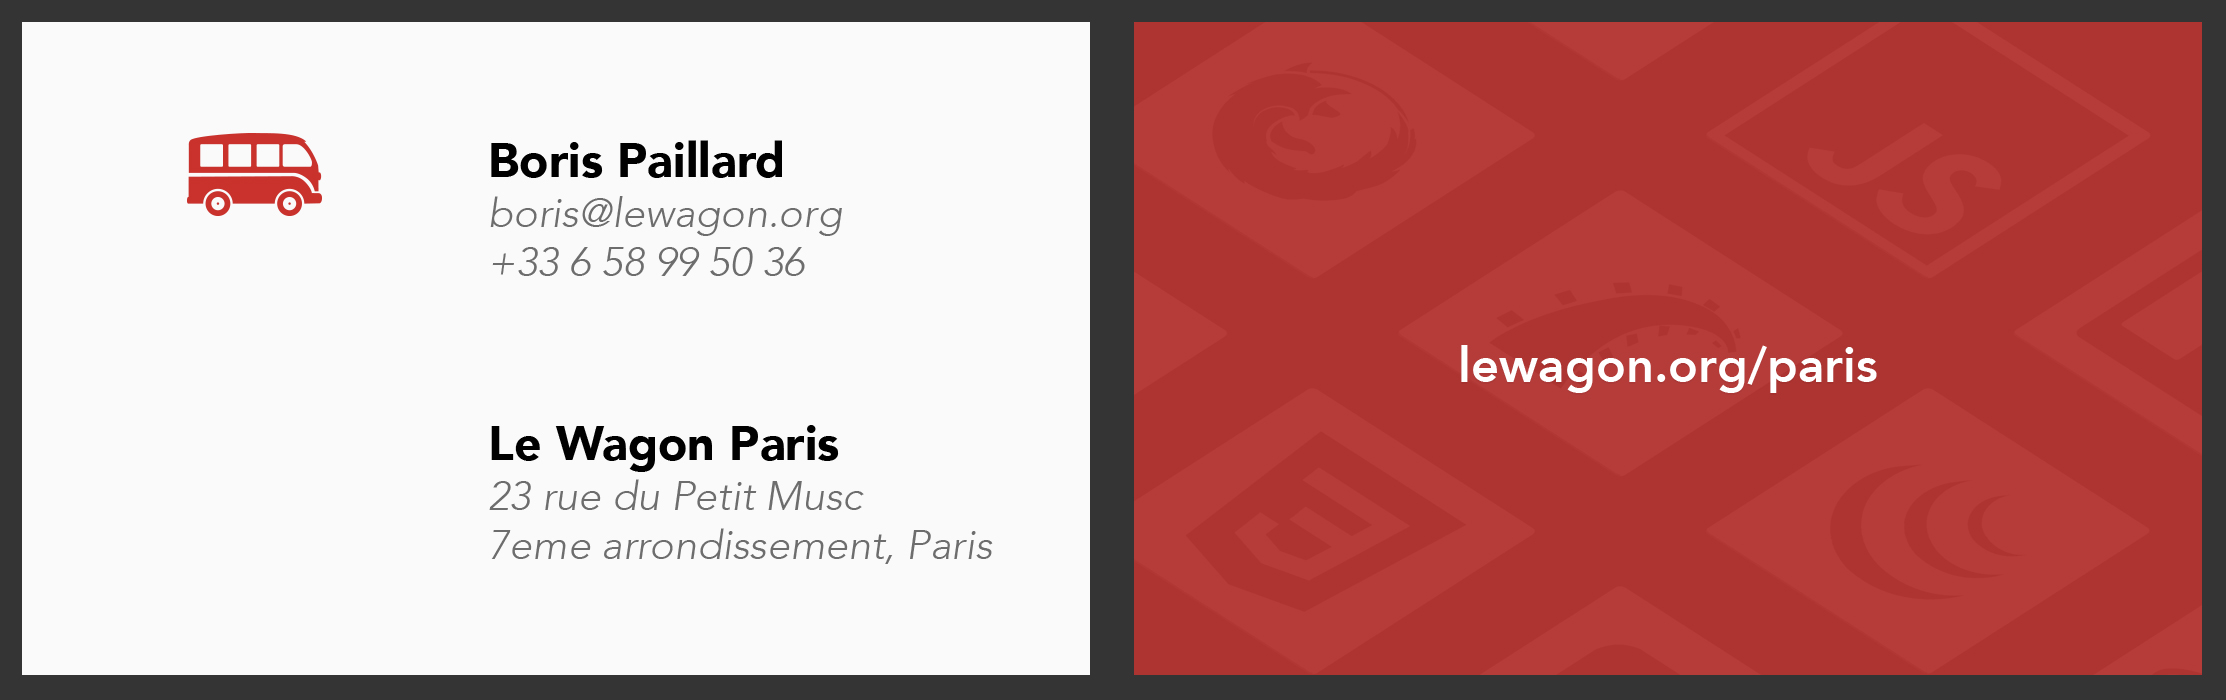 Boris Paillard
boris@lewagon.org
+33 6 58 99 50 36
Le Wagon Paris
23 rue du Petit Musc
7eme arrondissement, Paris
JS
lewagon.org/paris